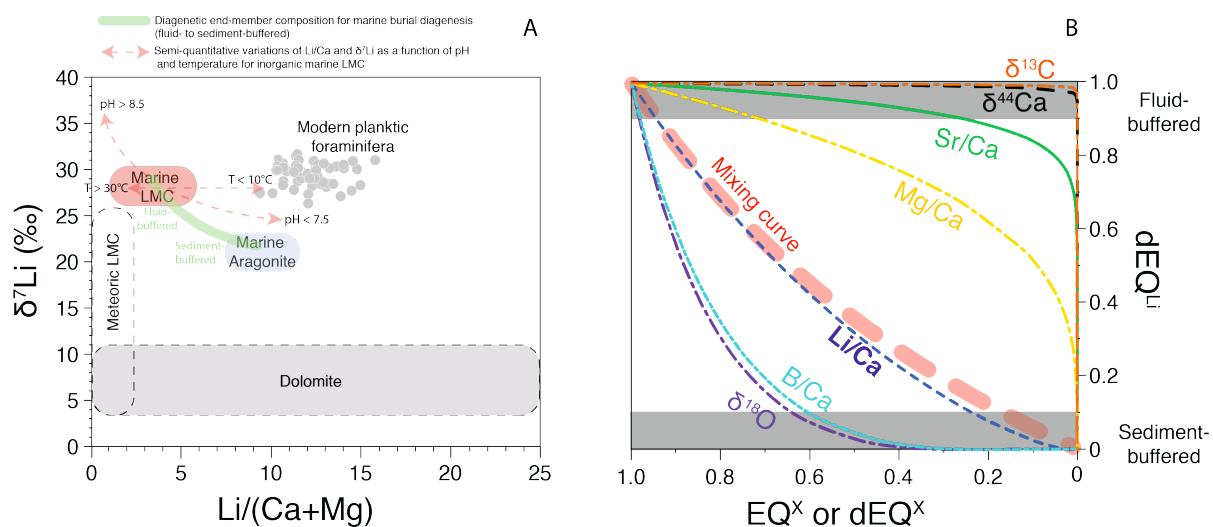 Diagenetic end-member composition for marine burial diagenesis
(fluid- to sediment-buffered)
Semi-quantitative variations of Li/Ca and δ⁷Li as a function of pH
and temperature for inorganic marine LMC
A
40
35
30
25
20
15
10
5
0
δ⁷Li (‰)
pH > 8.5
Modern planktic
foraminifera
Marine
LMC
T > 30°C
T < 10°C
pH < 7.5
Fluid-
buffered
Sediment-
buffered
Marine
Aragonite
Meteoric LMC
Dolomite
0
5
10
15
20
25
Li/(Ca+Mg)
B
δ¹³C
δ⁴⁴Ca
Sr/Ca
Mg/Ca
Mixing curve
Li/Ca
B/Ca
δ¹⁸O
1.0
0.8
0.6
0.4
0.2
0
dEQᴸⁱ
Fluid-
buffered
Sediment-
buffered
1.0
0.8
0.6
0.4
0.2
0
EQˣ or dEQˣ